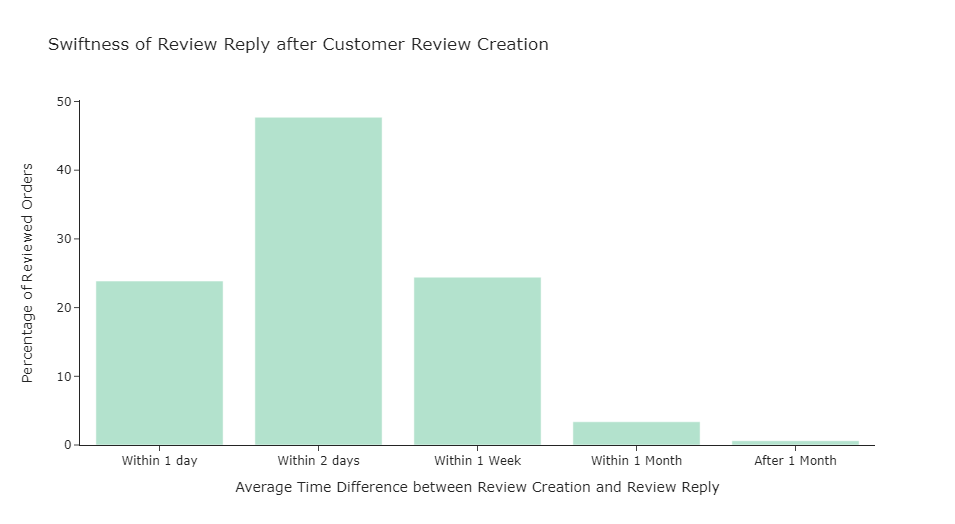 Swiftness of Review Reply after Customer Review Creation
Percentage of Reviewed Orders
50
40
30
20
10
0
Within 1 day
Within 2 days
Within 1 Week
Within 1 Month
After 1 Month
Average Time Difference between Review Creation and Review Reply